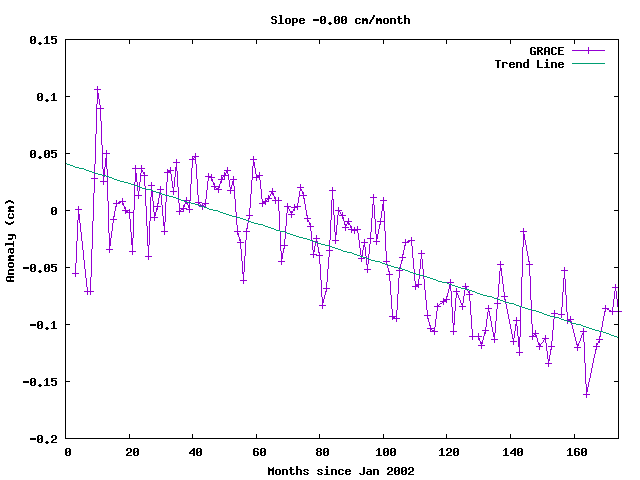 Slope -0.00 cm/month
GRACE
Trend Line
0.15
0.1
0.05
0
-0.05
-0.1
-0.15
-0.2
Anomaly (cm)
0 20 40 60 80 100 120 140 160
Months since Jan 2002